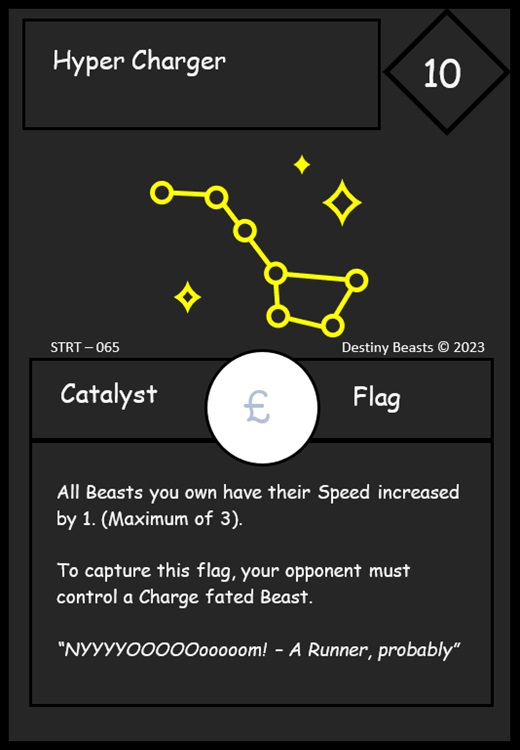 Hyper Charger
10
STRT – 065
Destiny Beasts © 2023
Catalyst
£
Flag
All Beasts you own have their Speed increased
by 1. (Maximum of 3).
To capture this flag, your opponent must
control a Charge fated Beast.
“NYYYYOOOOOooooom! – A Runner, probably”